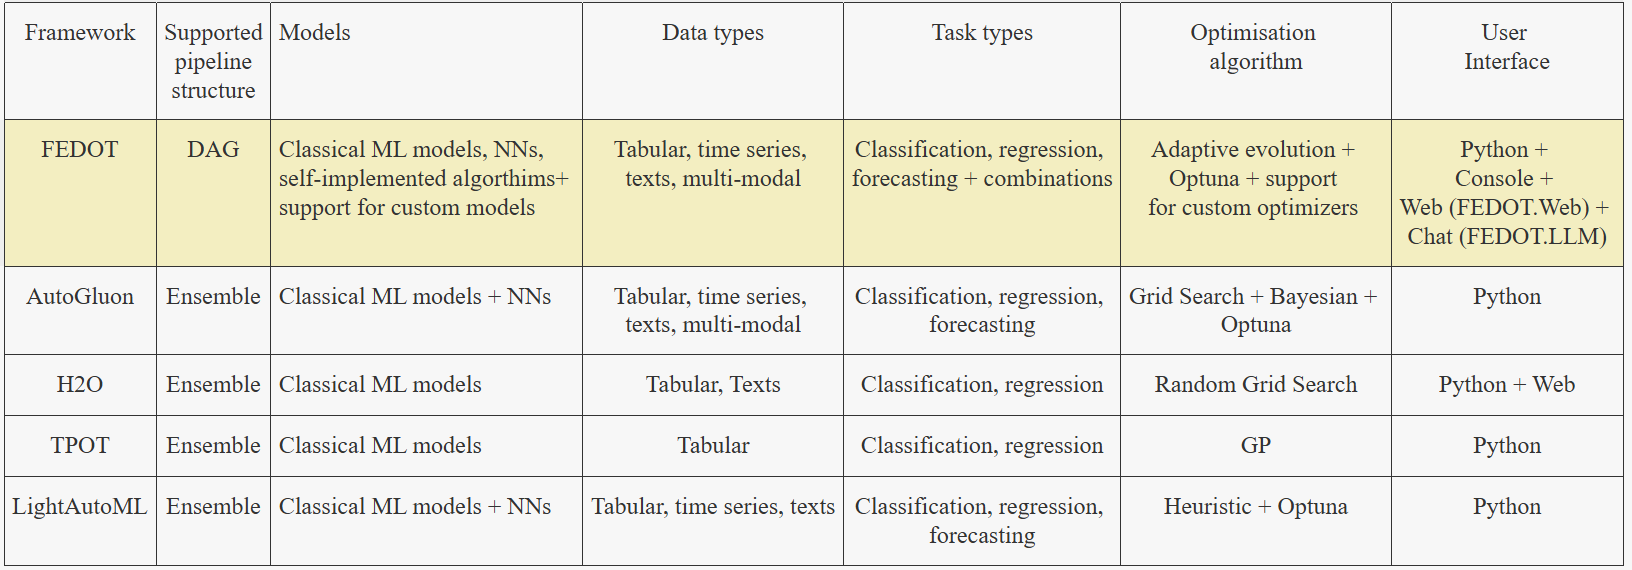 Framework
Supported
pipeline
structure
Models
Data types
Task types
Optimisation
algorithm
User
Interface
FEDOT
DAG
Classical ML models, NNs,
self-implemented algorthims+
support for custom models
Tabular, time series,
texts, multi-modal
Classification, regression,
forecasting + combinations
Adaptive evolution +
Optuna + support
for custom optimizers
Python +
Console +
Web (FEDOT.Web) +
Chat (FEDOT.LLM)
AutoGluon
Ensemble
Classical ML models + NNs
Tabular, time series,
texts, multi-modal
Classification, regression,
forecasting
Grid Search + Bayesian +
Optuna
Python
H2O
Ensemble
Classical ML models
Tabular, Texts
Classification, regression
Random Grid Search
Python + Web
TPOT
Ensemble
Classical ML models
Tabular
Classification, regression
GP
Python
LightAutoML
Ensemble
Classical ML models + NNs
Tabular, time series, texts
Classification, regression,
forecasting
Heuristic + Optuna
Python